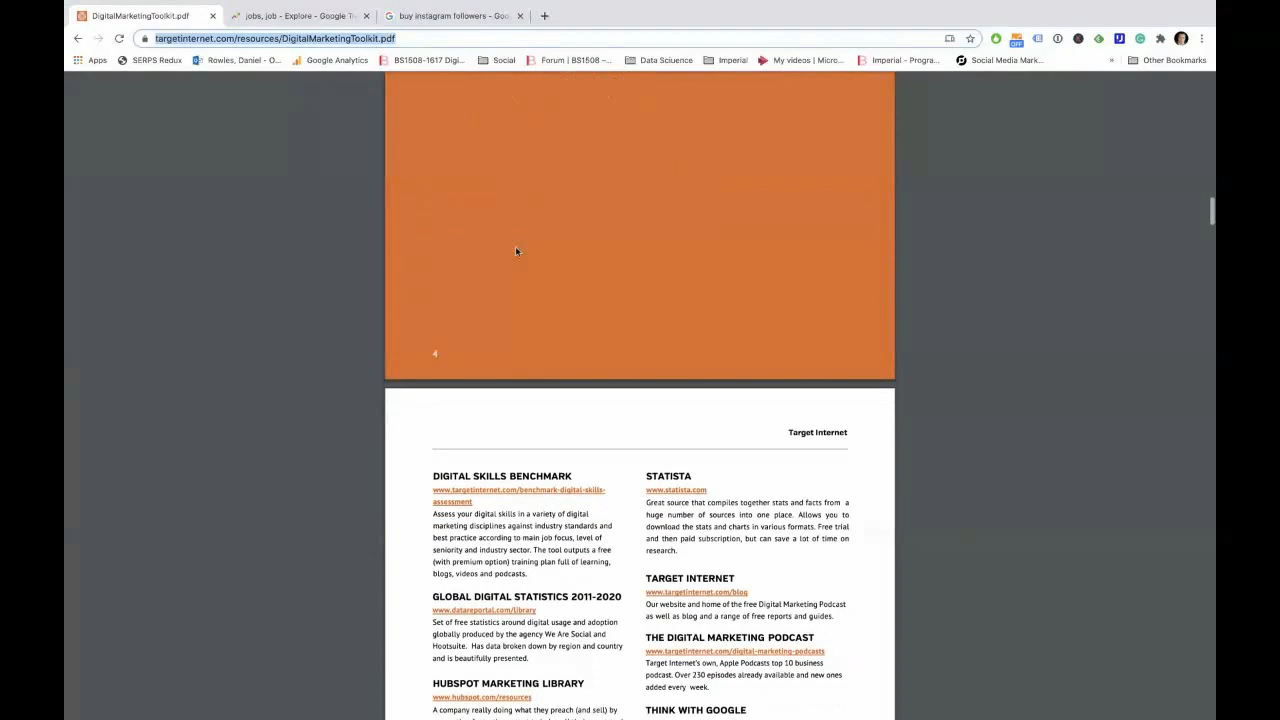 DigitalMarketingToolkit.pdf
jobs, job - Explore - Google Tr
buy instagram followers - Goo
targetinternet.com/resources/DigitalMarketingToolkit.pdf
OFF
Apps
SERPS Redux
Rowles, Daniel - O...
Google Analytics
BS1508-1617 Digi...
Social
Forum | BS1508 –...
Data Sciuence
Imperial
My videos | Micro...
Imperial - Progra...
Social Media Mark...
»
Other Bookmarks
4
Target Internet
DIGITAL SKILLS BENCHMARK
www.targetinternet.com/benchmark-digital-skills-
assessment
Assess your digital skills in a variety of digital
marketing disciplines against industry standards and
best practice according to main job focus, level of
seniority and industry sector. The tool outputs a free
(with premium option) training plan full of learning,
blogs, videos and podcasts.
GLOBAL DIGITAL STATISTICS 2011-2020
www.datareportal.com/library
Set of free statistics around digital usage and adoption
globally produced by the agency We Are Social and
Hootsuite. Has data broken down by region and country
and is beautifully presented.
HUBSPOT MARKETING LIBRARY
www.hubspot.com/resources
A company really doing what they preach (and sell) by
STATISTA
www.statista.com
Great source that compiles together stats and facts from a
huge number of sources into one place. Allows you to
download the stats and charts in various formats. Free trial
and then paid subscription, but can save a lot of time on
research.
TARGET INTERNET
www.targetinternet.com/blog
Our website and home of the free Digital Marketing Podcast
as well as blog and a range of free reports and guides.
THE DIGITAL MARKETING PODCAST
www.targetinternet.com/digital-marketing-podcasts
Target Internet's own, Apple Podcasts top 10 business
podcast. Over 230 episodes already available and new ones
added every week.
THINK WITH GOOGLE